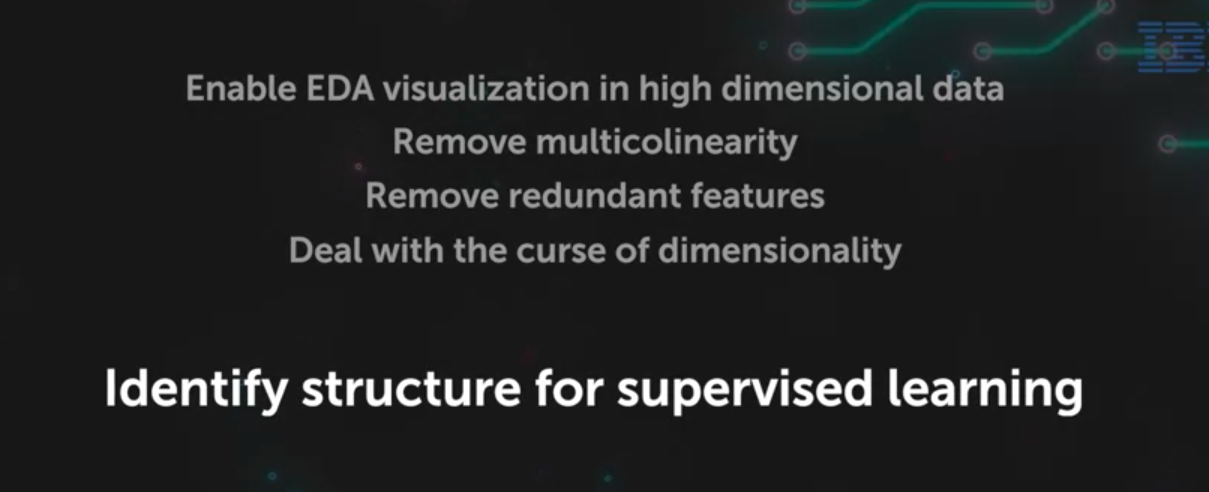 Enable EDA visualization in high dimensional data
Remove multicolinearity
Remove redundant features
Deal with the curse of dimensionality
Identify structure for supervised learning